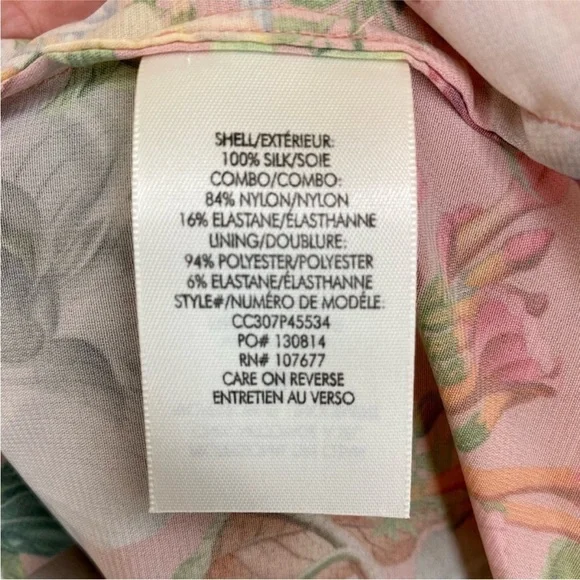 SHELL/EXTÉRIEUR:
100% SILK/SOIE
COMBO/COMBO:
84% NYLON/NYLON
16% ELASTANE/ÉLASTHANNE
LINING/DOUBLURE:
94% POLYESTER/POLYESTER
6% ELASTANE/ÉLASTHANNE
STYLE#/NUMÉRO DE MODÈLE:
CC307P45534
PO# 130814
RN# 107677
CARE ON REVERSE
ENTRETIEN AU VERSO